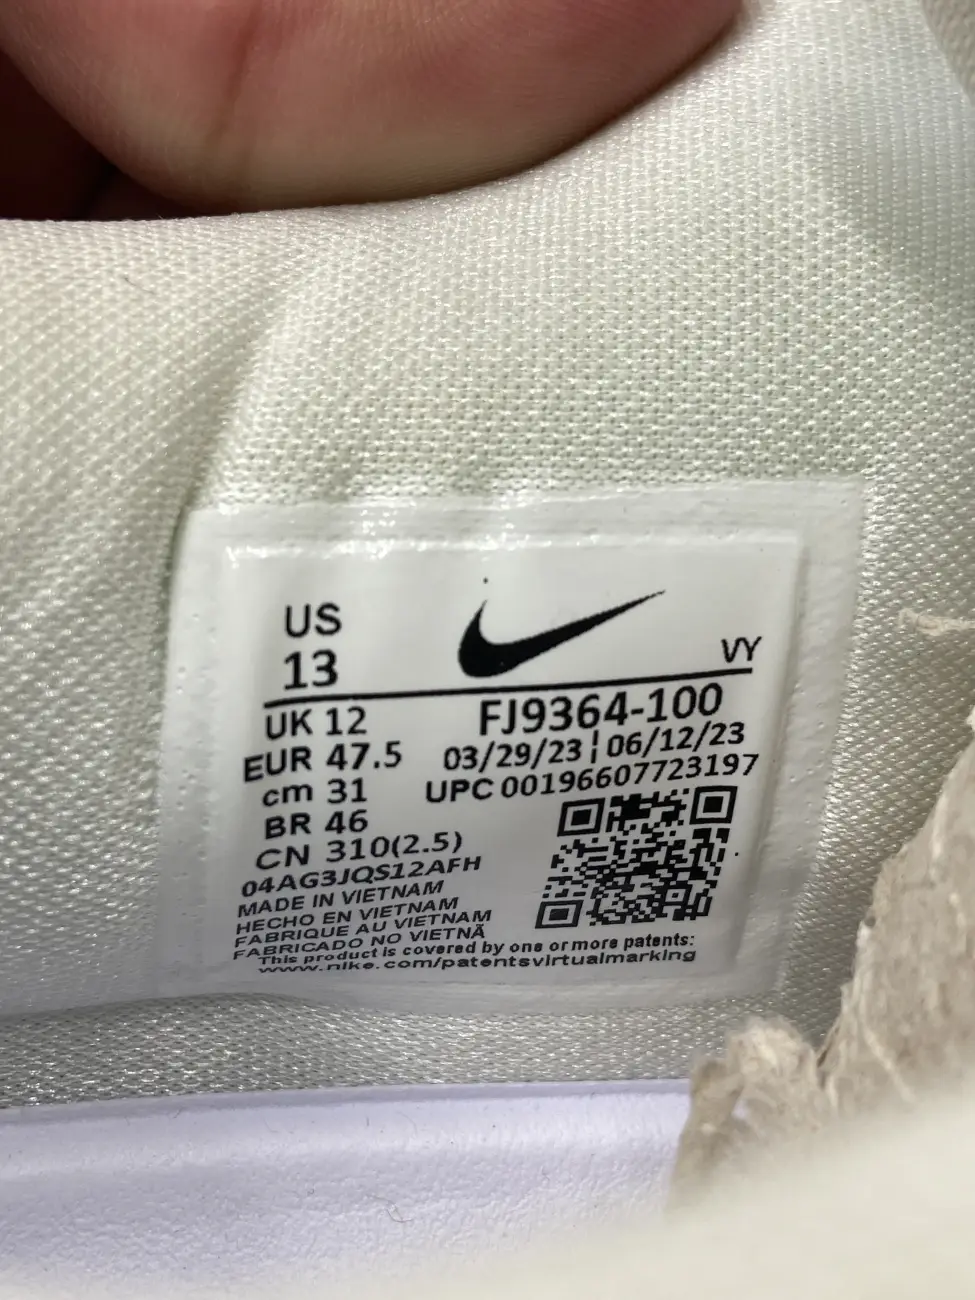 US
13
VY
UK 12
FJ9364-100
EUR 47.5
03/29/23 ¦ 06/12/23
cm 31
UPC 00196607723197
BR 46
CN 310(2.5)
04AG3JQS12AFH
MADE IN VIETNAM
HECHO EN VIETNAM
FABRIQUE AU VIETNAM
FABRICADO NO VIETNÃ
This product is covered by one or more patents:
www.nike.com/patentsvirtualmarking